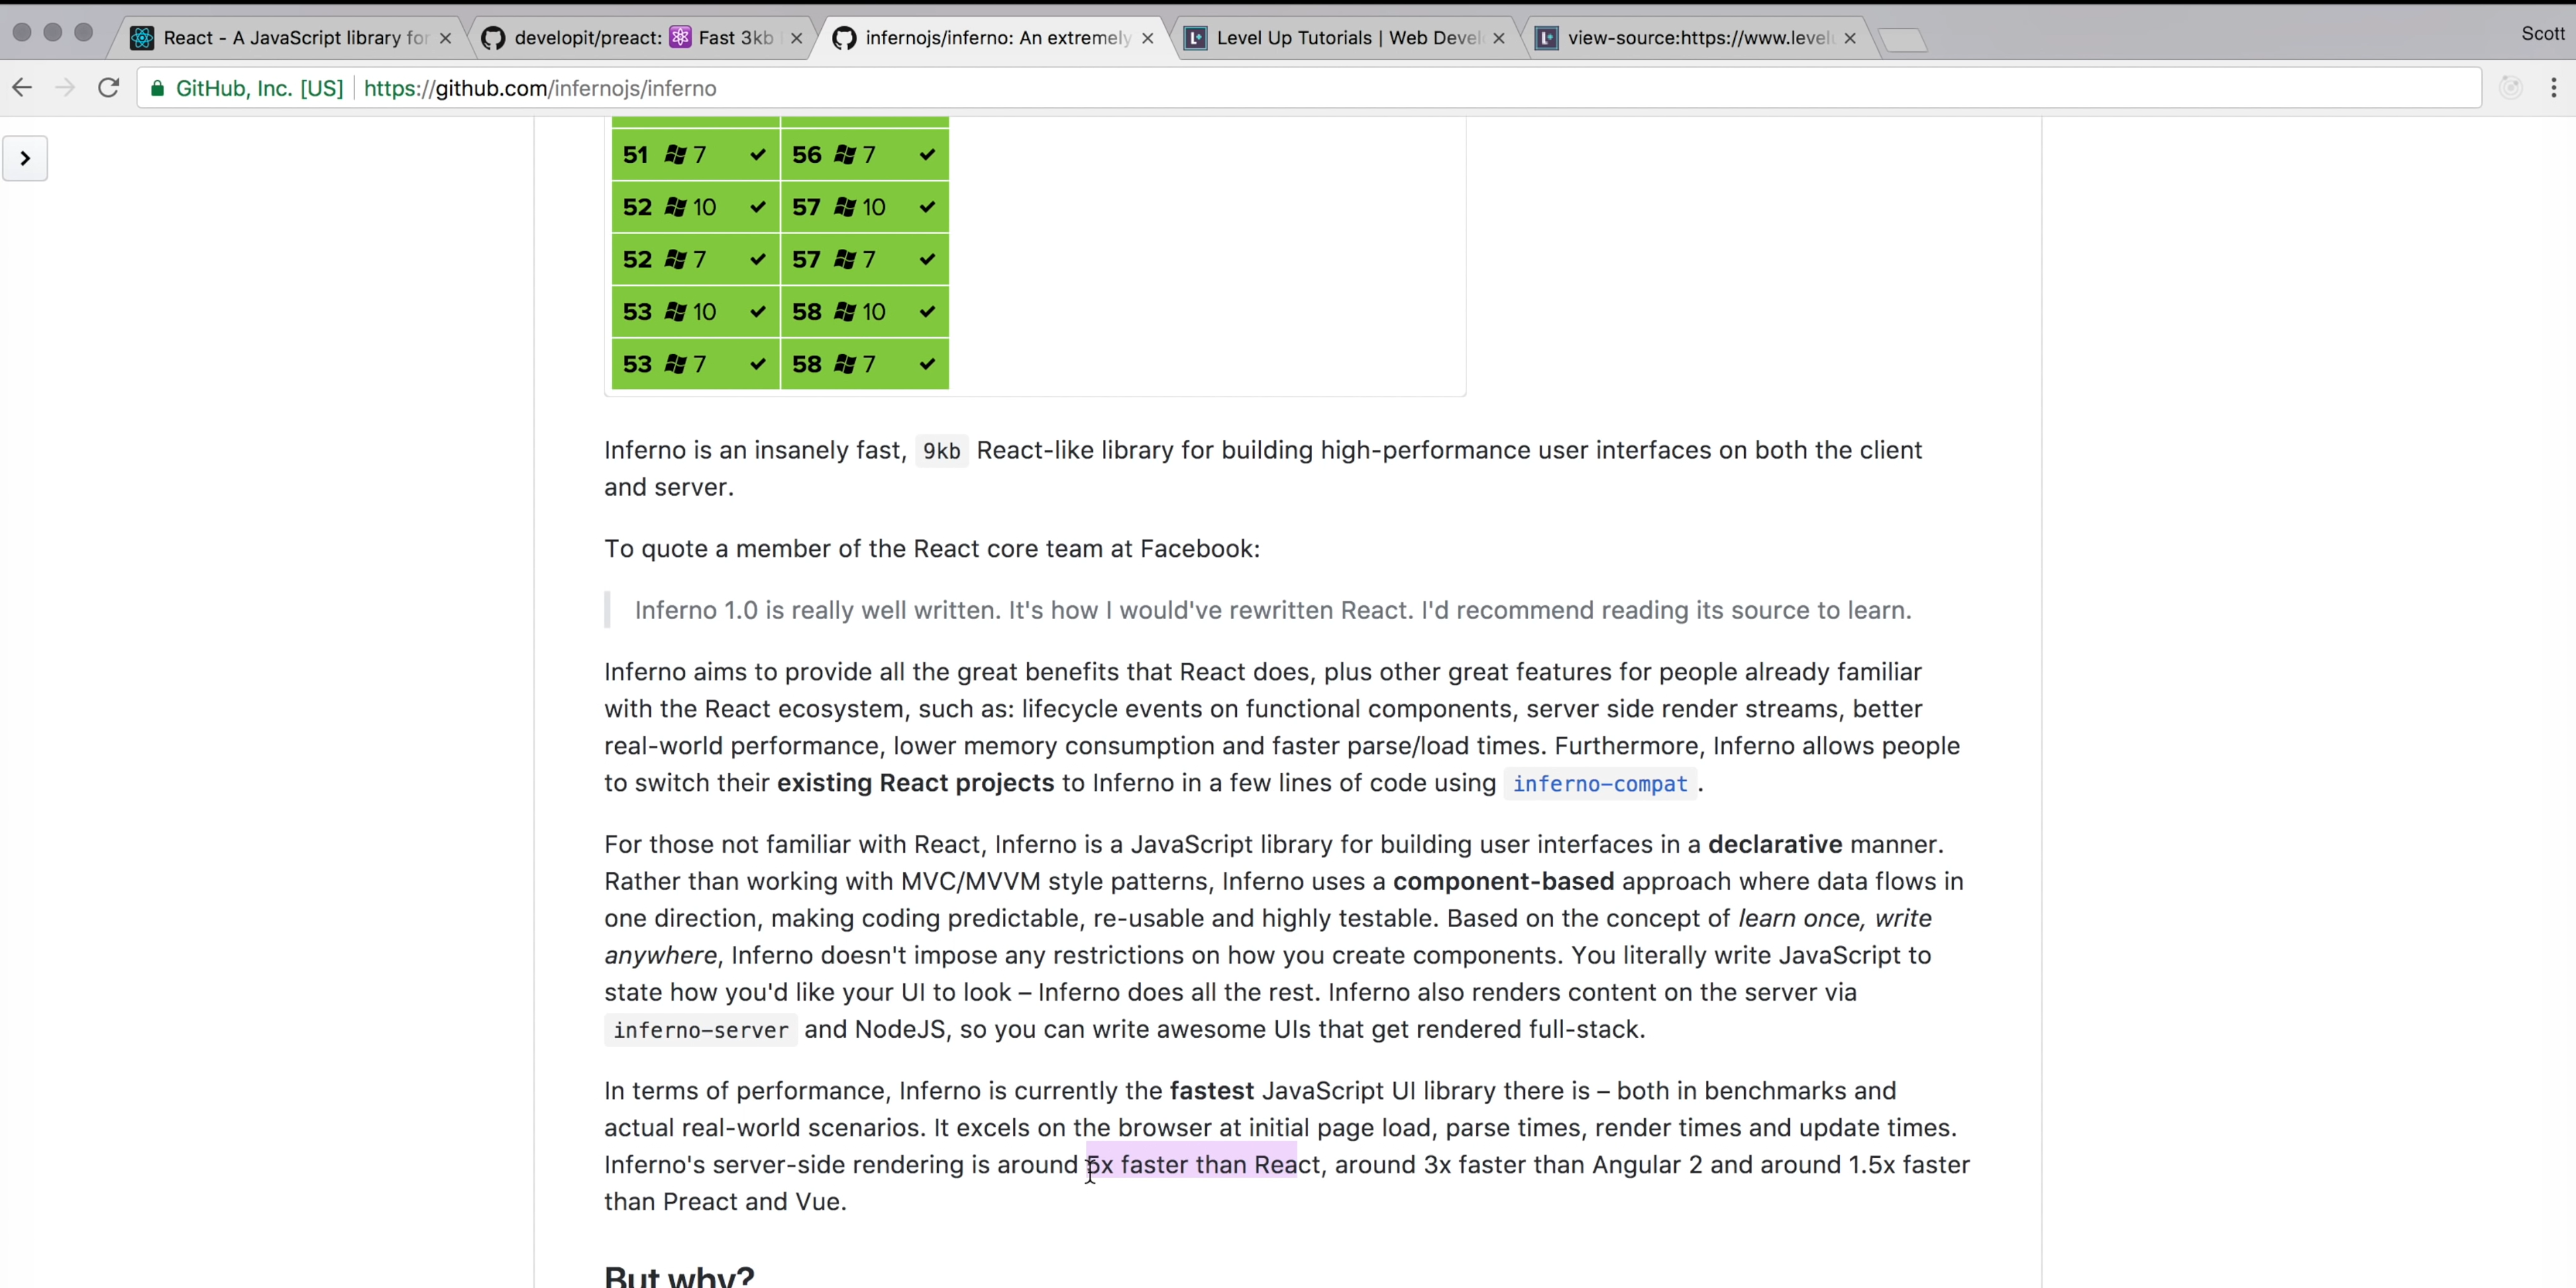 React - A JavaScript library for
developit/preact: Fast 3kb
infernojs/inferno: An extremely
Level Up Tutorials | Web Devel
view-source:https://www.level
Scott
GitHub, Inc. [US]
https://github.com/infernojs/inferno
51 7 56 7
52 10 57 10
52 7 57 7
53 10 58 10
53 7 58 7
Inferno is an insanely fast, 9kb React-like library for building high-performance user interfaces on both the client
and server.
To quote a member of the React core team at Facebook:
Inferno 1.0 is really well written. It's how I would've rewritten React. I'd recommend reading its source to learn.
Inferno aims to provide all the great benefits that React does, plus other great features for people already familiar
with the React ecosystem, such as: lifecycle events on functional components, server side render streams, better
real-world performance, lower memory consumption and faster parse/load times. Furthermore, Inferno allows people
to switch their existing React projects to Inferno in a few lines of code using inferno-compat.
For those not familiar with React, Inferno is a JavaScript library for building user interfaces in a declarative manner.
Rather than working with MVC/MVVM style patterns, Inferno uses a component-based approach where data flows in
one direction, making coding predictable, re-usable and highly testable. Based on the concept of learn once, write
anywhere, Inferno doesn't impose any restrictions on how you create components. You literally write JavaScript to
state how you'd like your UI to look – Inferno does all the rest. Inferno also renders content on the server via
inferno-server and NodeJS, so you can write awesome UIs that get rendered full-stack.
In terms of performance, Inferno is currently the fastest JavaScript UI library there is – both in benchmarks and
actual real-world scenarios. It excels on the browser at initial page load, parse times, render times and update times.
Inferno's server-side rendering is around 5x faster than React, around 3x faster than Angular 2 and around 1.5x faster
than Preact and Vue.
But why?